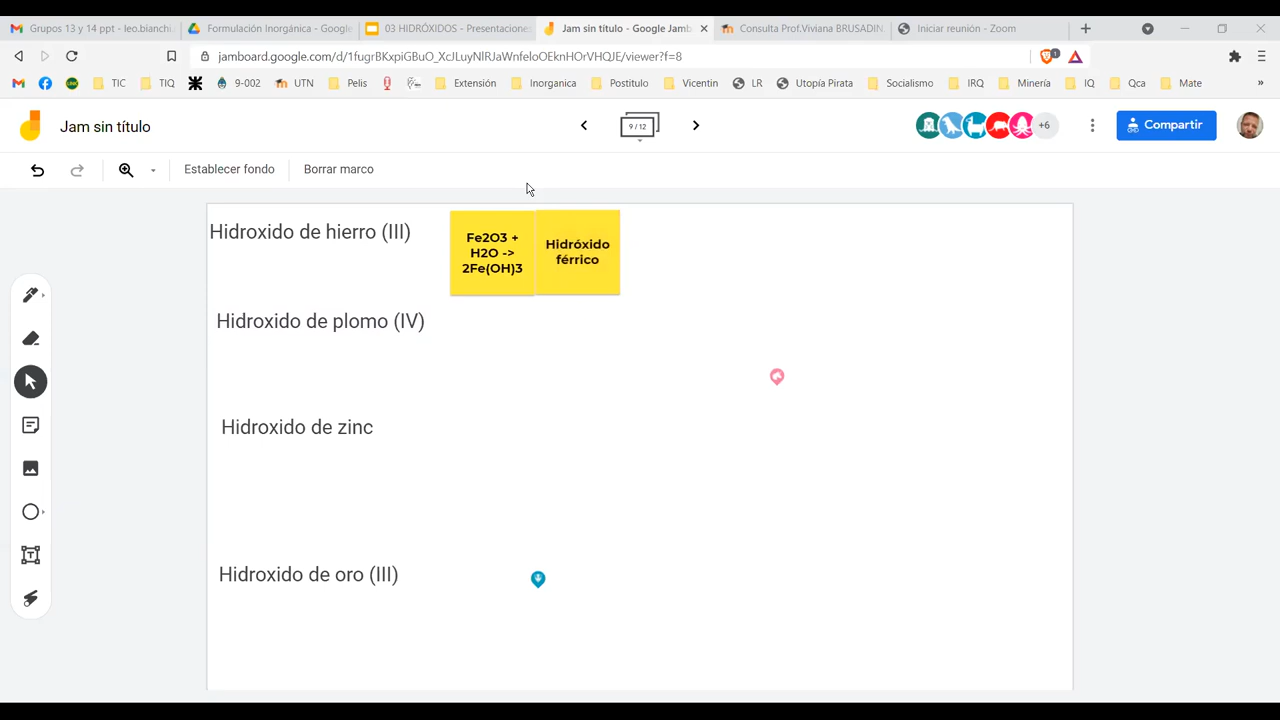 Grupos 13 y 14 ppt - leo.bianchi
Formulación Inorgánica - Google
03 HIDRÓXIDOS - Presentaciones
Jam sin título - Google Jamb
Consulta Prof.Viviana BRUSADIN
Iniciar reunión - Zoom
jamboard.google.com/d/1fuorBKxpiGBuO_XcJLuyNlRJaWnfeloOEknHOrVHQJE/viewer?f=8
TIC
TIQ
9-002
UTN
Pelis
Extensión
Inorganica
Postítulo
Vicentin
LR
Utopía Pirata
Socialismo
IRQ
Minería
IQ
Qca
Mate
Jam sin título
9 / 12
+6
Compartir
Establecer fondo
Borrar marco
Hidroxido de hierro (III)
Fe2O3 +
H2O ->
2Fe(OH)3
Hidróxido
férrico
Hidroxido de plomo (IV)
Hidroxido de zinc
Hidroxido de oro (III)